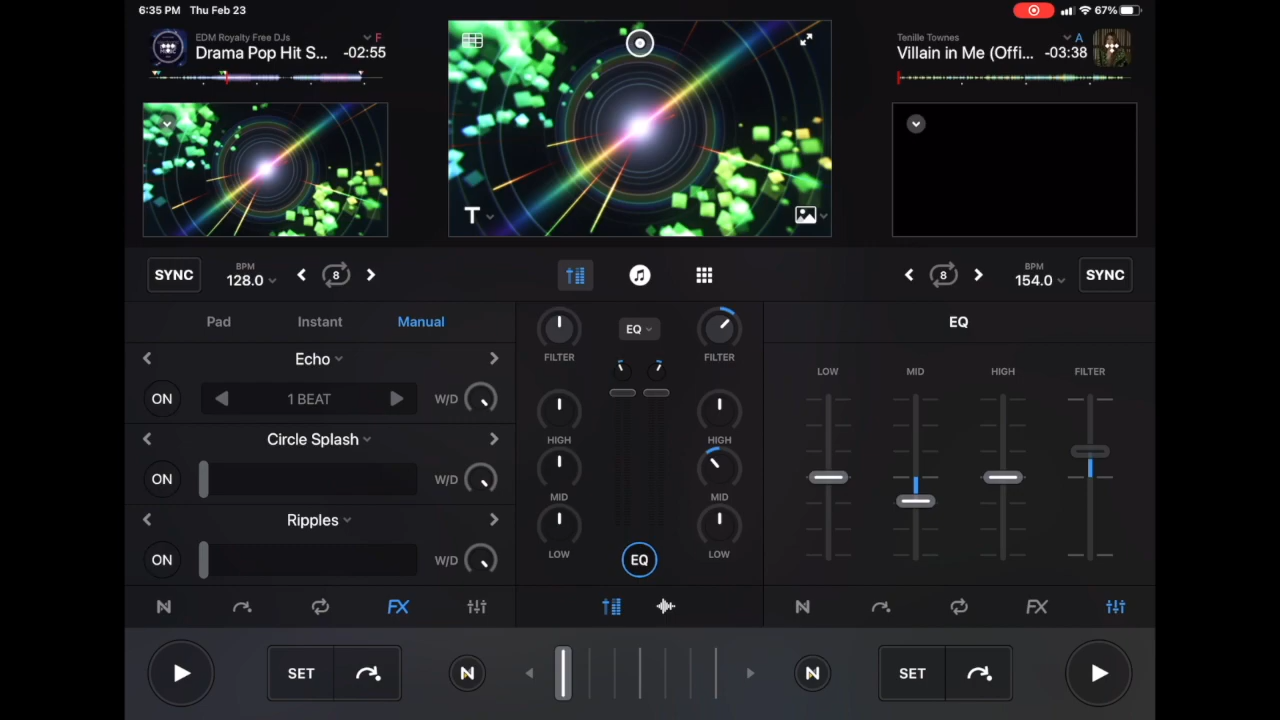 6:35 PM Thu Feb 23
67%
EDM Royalty Free DJs
F
Drama Pop Hit S...
-02:55
Tenille Townes
A
Villain in Me (Offi...
-03:38
T
SYNC
BPM
128.0
8
8
BPM
154.0
SYNC
Pad
Instant
Manual
Echo
ON
1 BEAT
W/D
Circle Splash
ON
W/D
Ripples
ON
W/D
FX
FILTER
EQ
FILTER
HIGH
HIGH
MID
MID
LOW
EQ
LOW
EQ
LOW
MID
HIGH
FILTER
N
N
FX
SET
N
N
SET